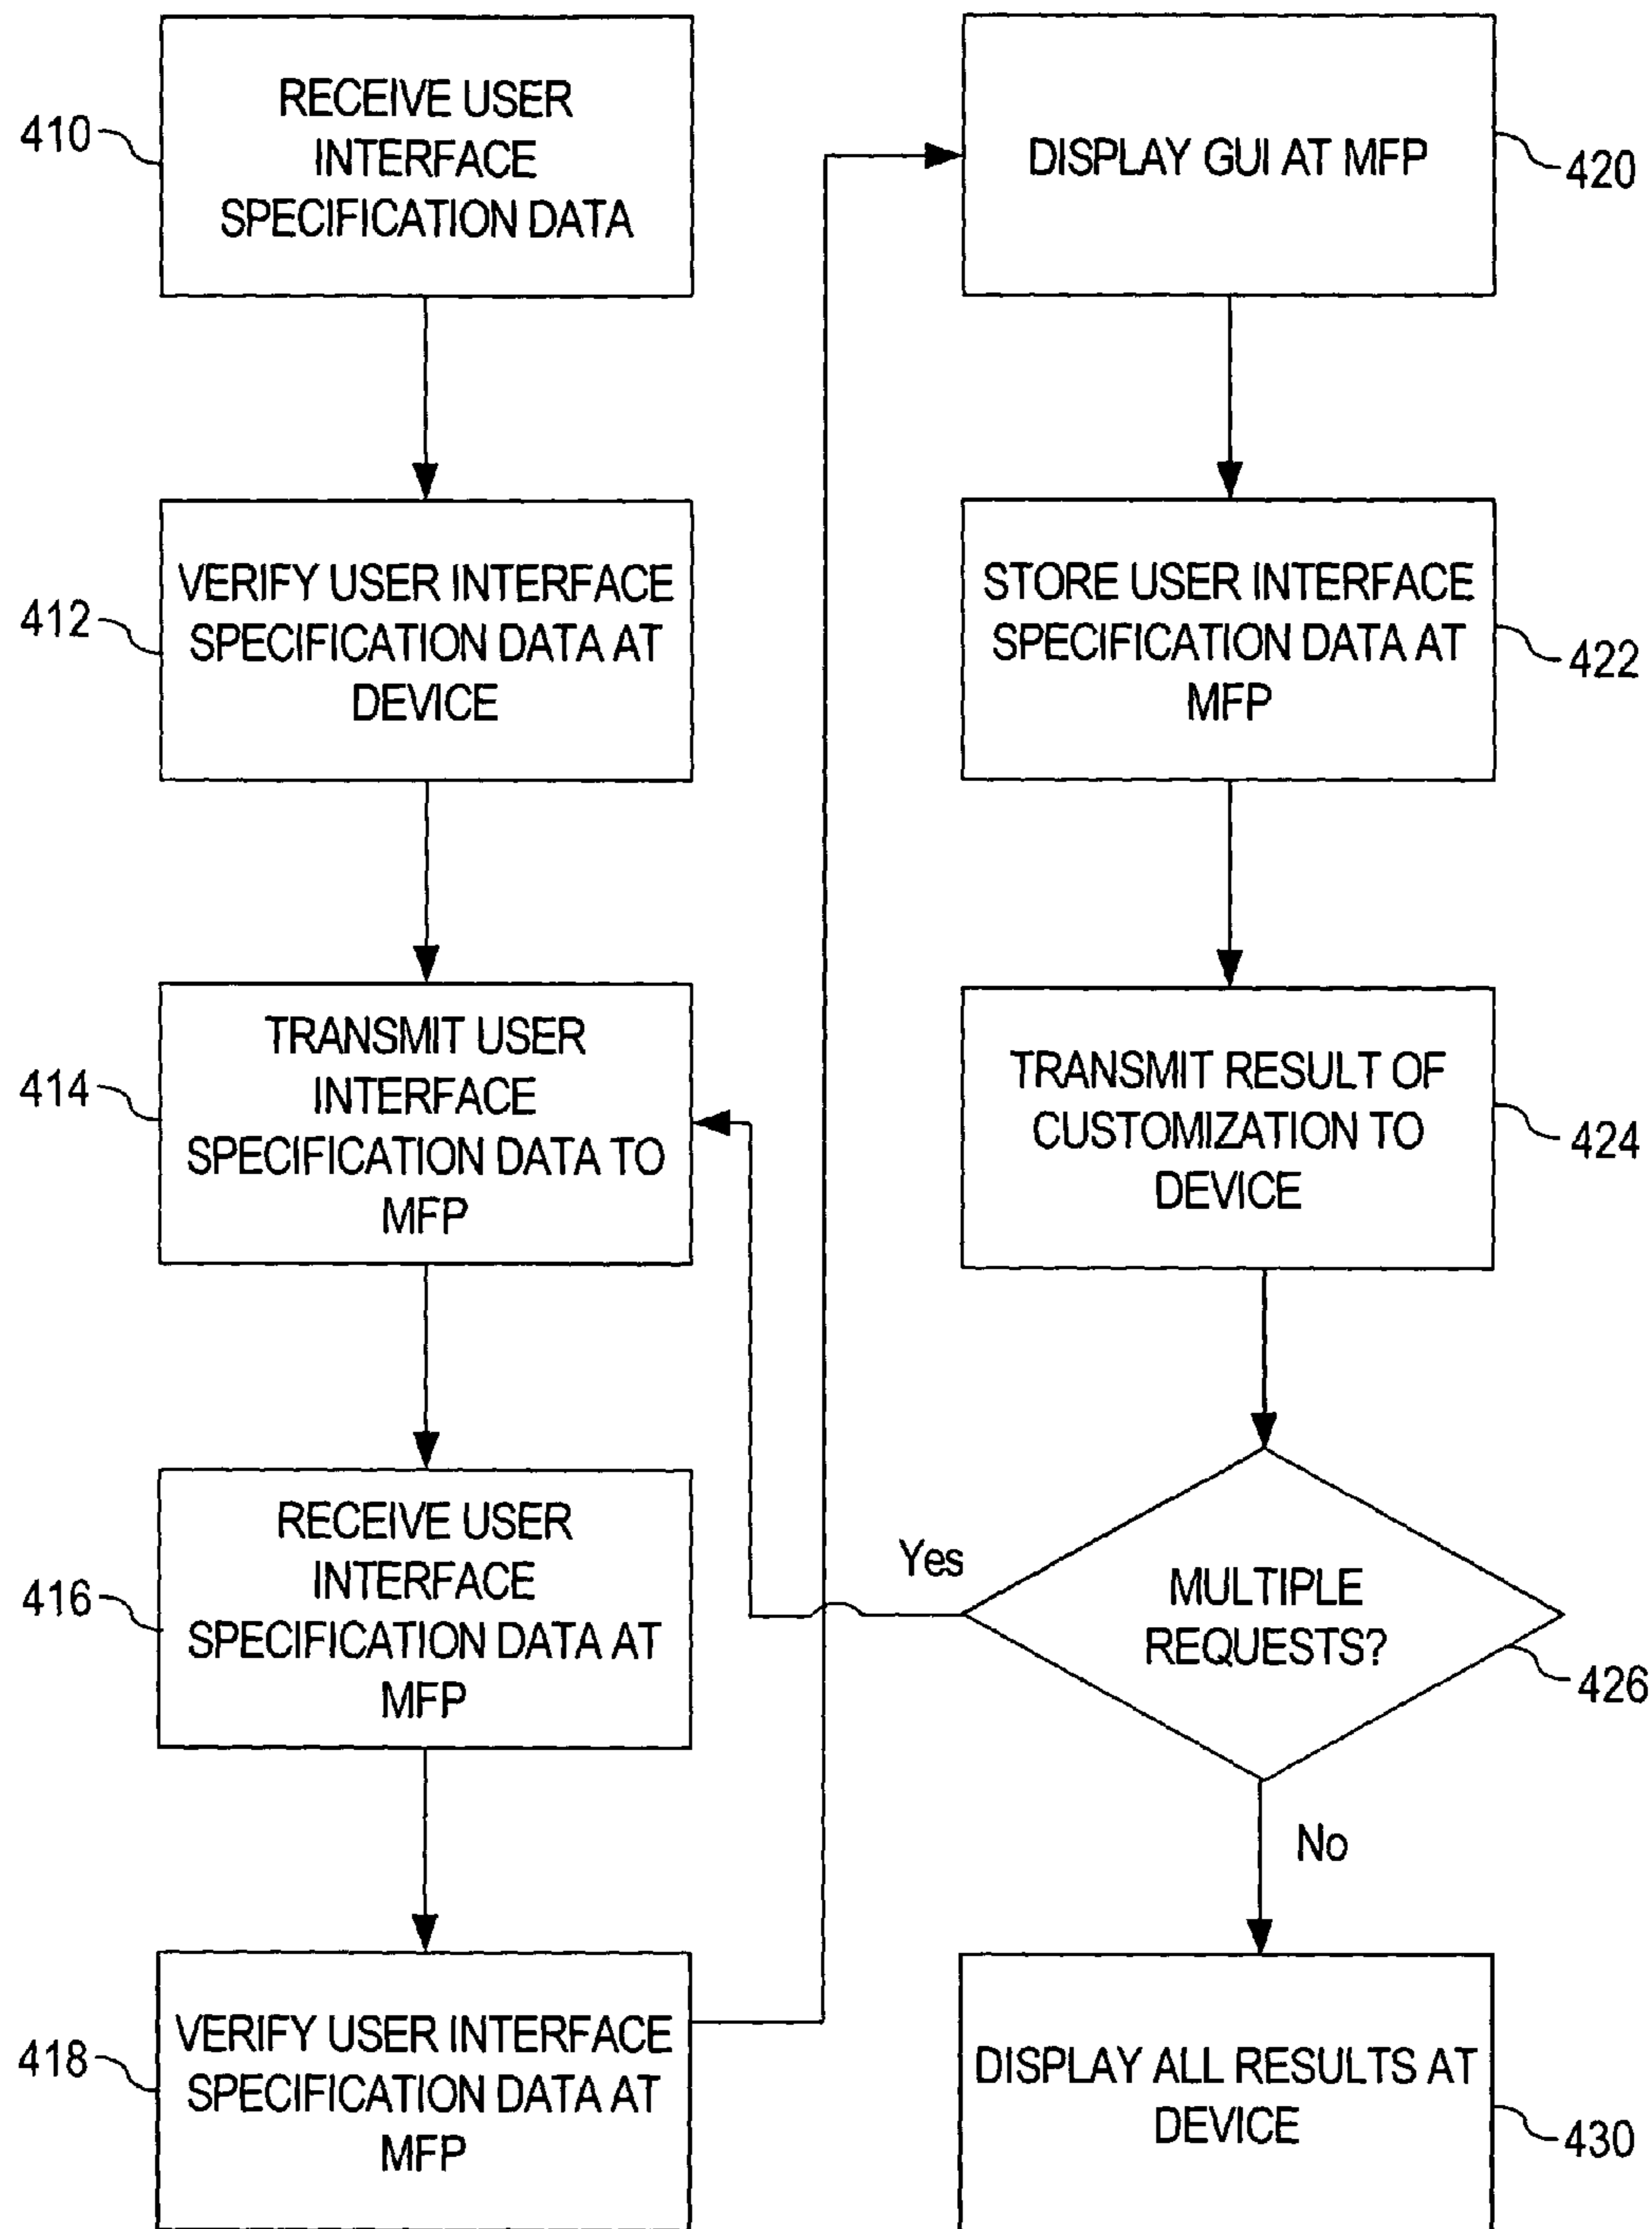 410
RECEIVE USER
INTERFACE
SPECIFICATION DATA
412
VERIFY USER INTERFACE
SPECIFICATION DATA AT
DEVICE
414
TRANSMIT USER
INTERFACE
SPECIFICATION DATA TO
MFP
416
RECEIVE USER
INTERFACE
SPECIFICATION DATA AT
MFP
418
VERIFY USER INTERFACE
SPECIFICATION DATA AT
MFP
DISPLAY GUI AT MFP
420
STORE USER INTERFACE
SPECIFICATION DATA AT
MFP
422
TRANSMIT RESULT OF
CUSTOMIZATION TO
DEVICE
424
Yes
MULTIPLE
REQUESTS?
426
No
DISPLAY ALL RESULTS AT
DEVICE
430